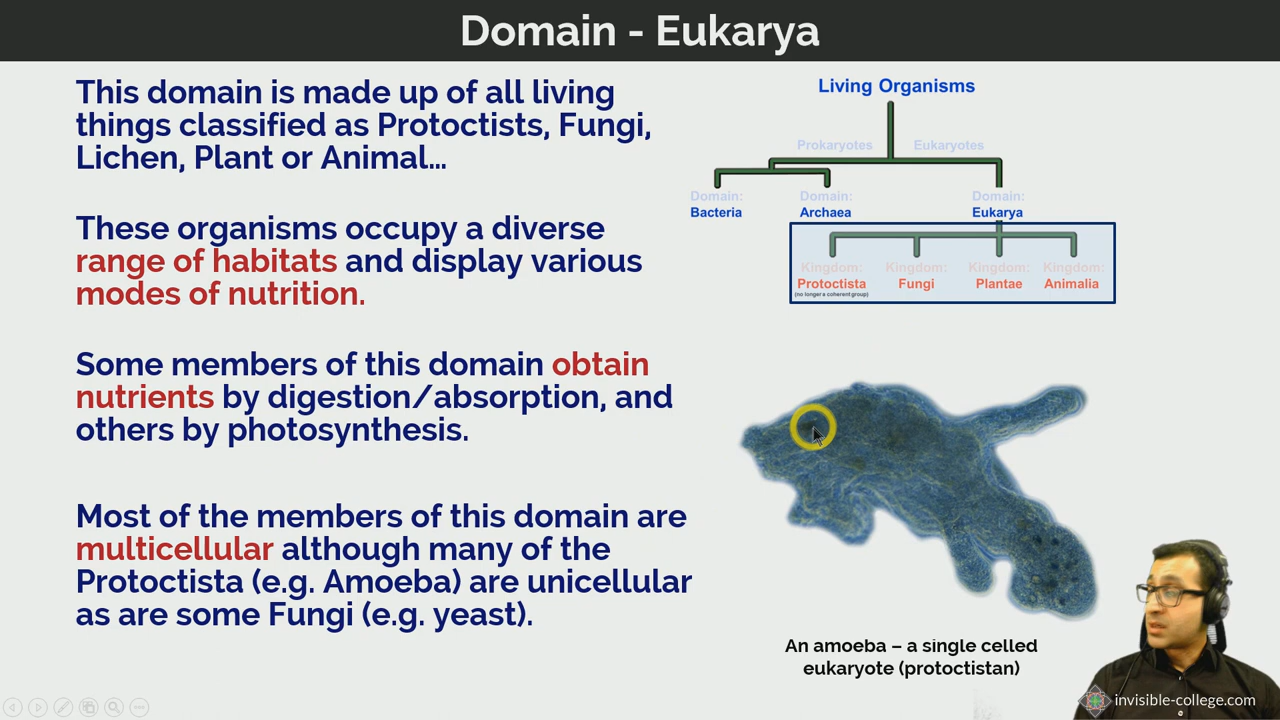 Domain - Eukarya
This domain is made up of all living
things classified as Protoctists, Fungi,
Lichen, Plant or Animal...
These organisms occupy a diverse
range of habitats and display various
modes of nutrition.
Some members of this domain obtain
nutrients by digestion/absorption, and
others by photosynthesis.
Most of the members of this domain are
multicellular although many of the
Protoctista (e.g. Amoeba) are unicellular
as are some Fungi (e.g. yeast).
Living Organisms
Prokaryotes Eukaryotes
Domain: Domain: Domain:
Bacteria Archaea Eukarya
Kingdom: Kingdom: Kingdom: Kingdom:
Protoctista Fungi Plantae Animalia
(no longer a coherent group)
An amoeba – a single celled
eukaryote (protoctistan)
invisible-college.com